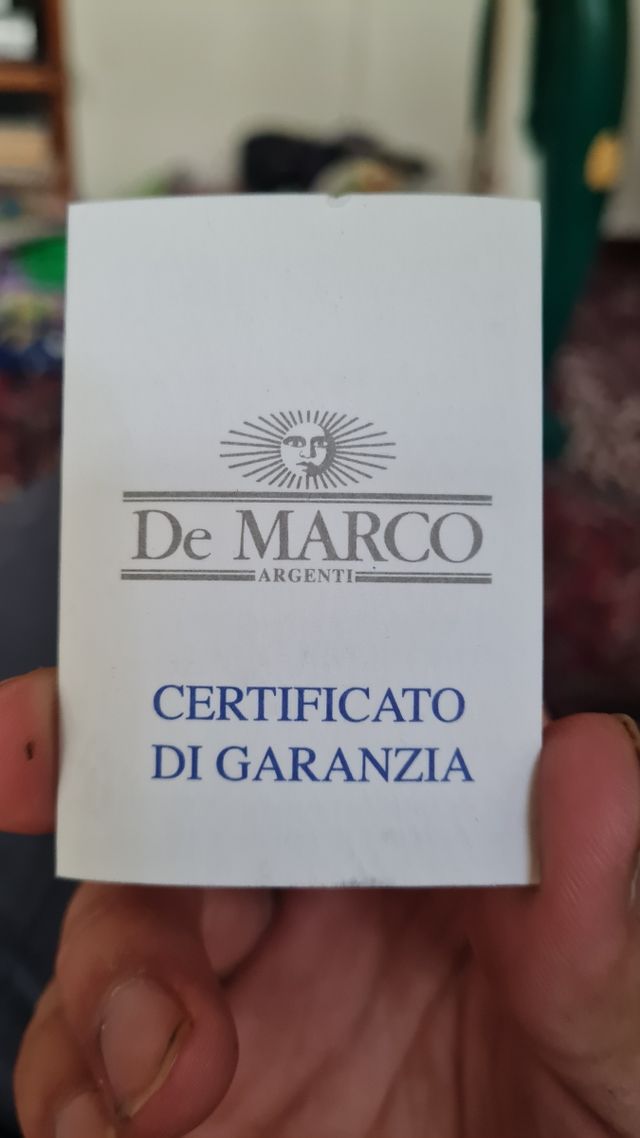 De MARCO
ARGENTI
CERTIFICATO
DI GARANZIA